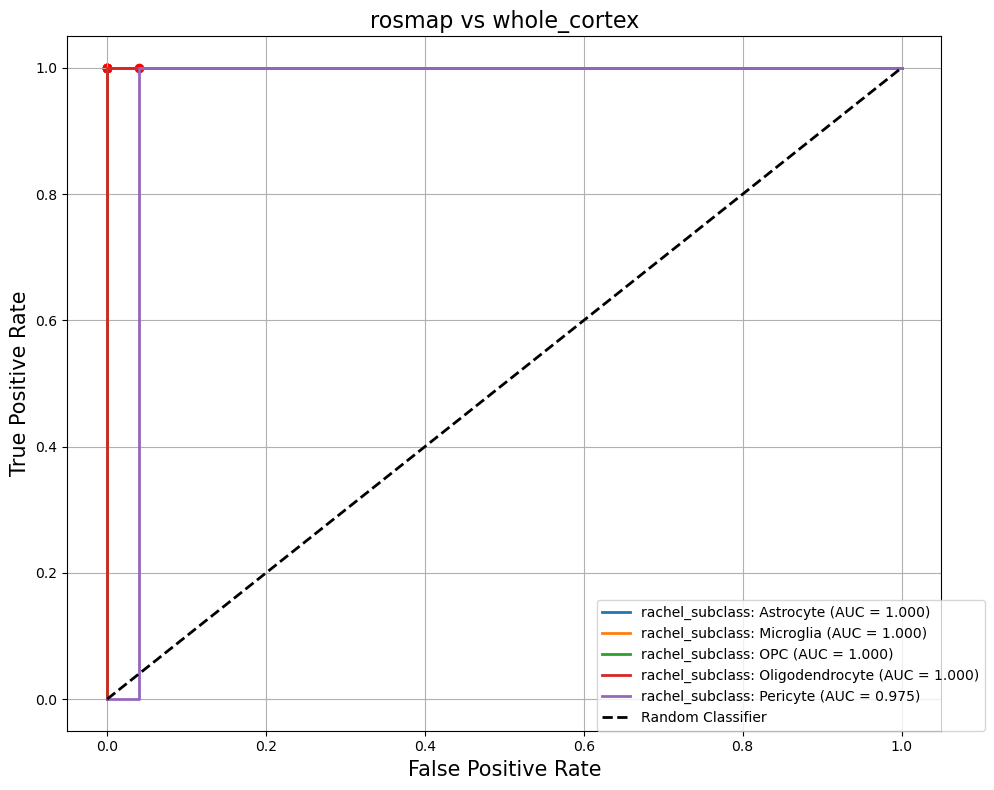 rosmap vs whole_cortex
True Positive Rate
1.0
0.8
0.6
0.4
0.2
0.0
rachel_subclass: Astrocyte (AUC = 1.000)
rachel_subclass: Microglia (AUC = 1.000)
rachel_subclass: OPC (AUC = 1.000)
rachel_subclass: Oligodendrocyte (AUC = 1.000)
rachel_subclass: Pericyte (AUC = 0.975)
Random Classifier
0.0 0.2 0.4 0.6 0.8 1.0
False Positive Rate